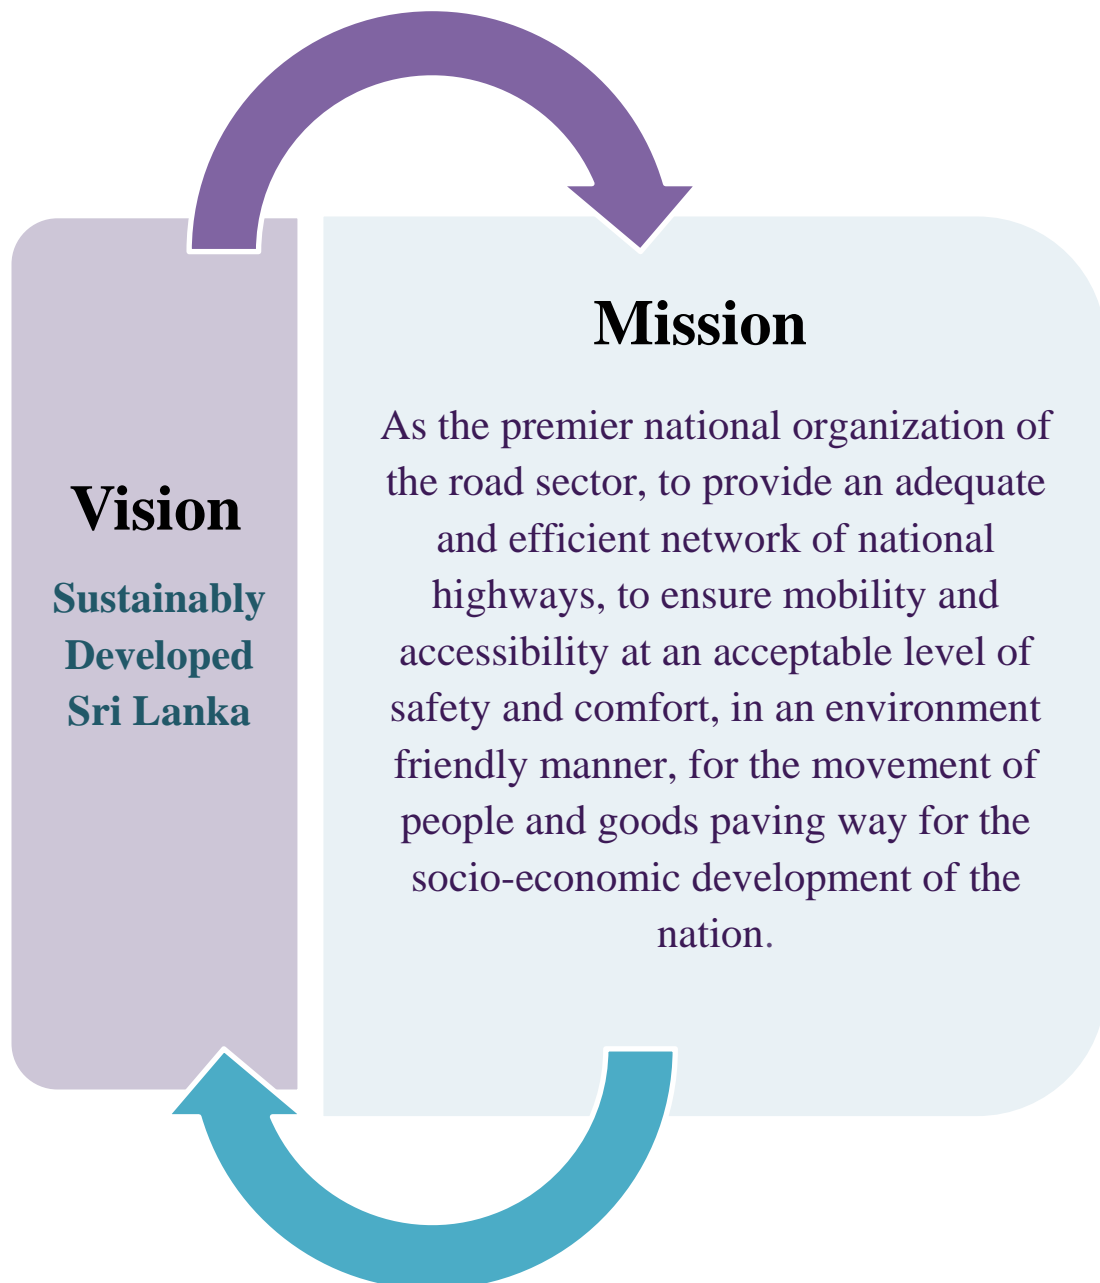 Vision
Sustainably
Developed
Sri Lanka
Mission
As the premier national organization of
the road sector, to provide an adequate
and efficient network of national
highways, to ensure mobility and
accessibility at an acceptable level of
safety and comfort, in an environment
friendly manner, for the movement of
people and goods paving way for the
socio-economic development of the
nation.